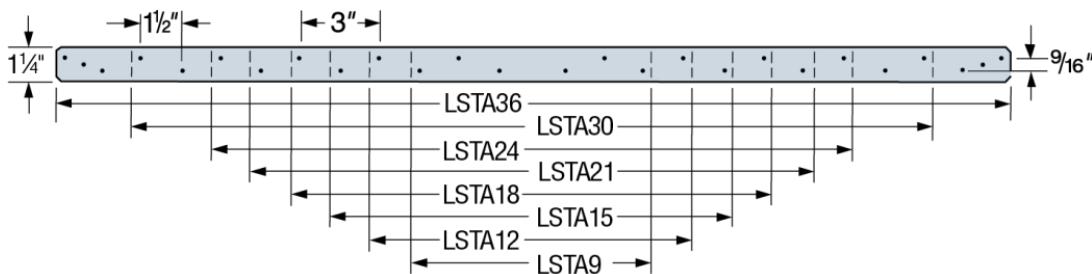 1½" 3"
1¼" 9/16"
LSTA36
LSTA30
LSTA24
LSTA21
LSTA18
LSTA15
LSTA12
LSTA9